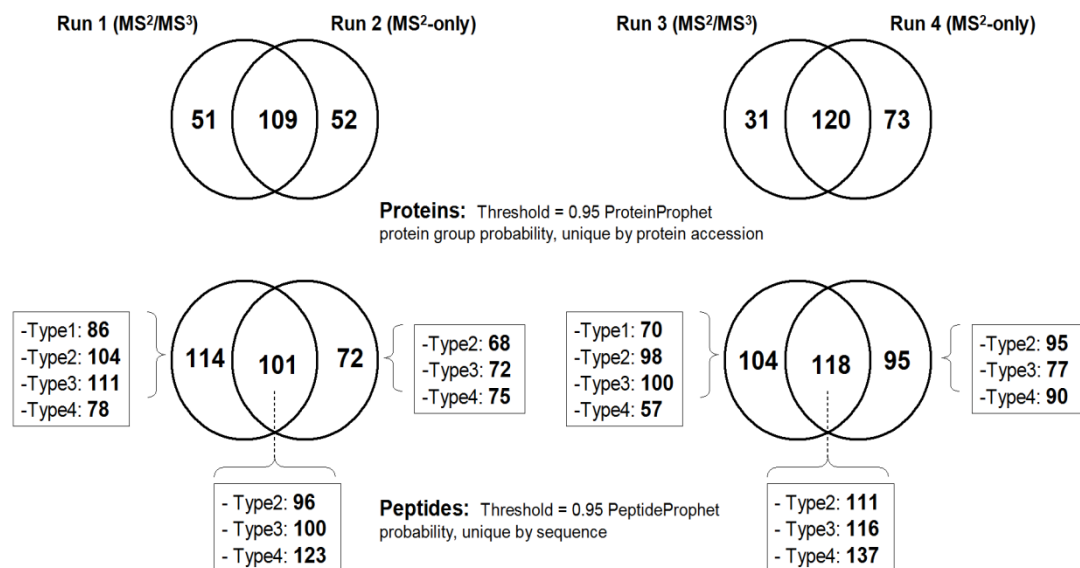 Run 1 (MS²/MS³)
Run 2 (MS²-only)
51
109
52
Run 3 (MS²/MS³)
Run 4 (MS²-only)
31
120
73
Proteins: Threshold = 0.95 ProteinProphet
protein group probability, unique by protein accession
-Type1: 86
-Type2: 104
-Type3: 111
-Type4: 78
114
101
72
-Type2: 68
-Type3: 72
-Type4: 75
- Type2: 96
- Type3: 100
- Type4: 123
-Type1: 70
-Type2: 98
-Type3: 100
-Type4: 57
104
118
95
-Type2: 95
-Type3: 77
-Type4: 90
- Type2: 111
- Type3: 116
- Type4: 137
Peptides: Threshold = 0.95 PeptideProphet
probability, unique by sequence